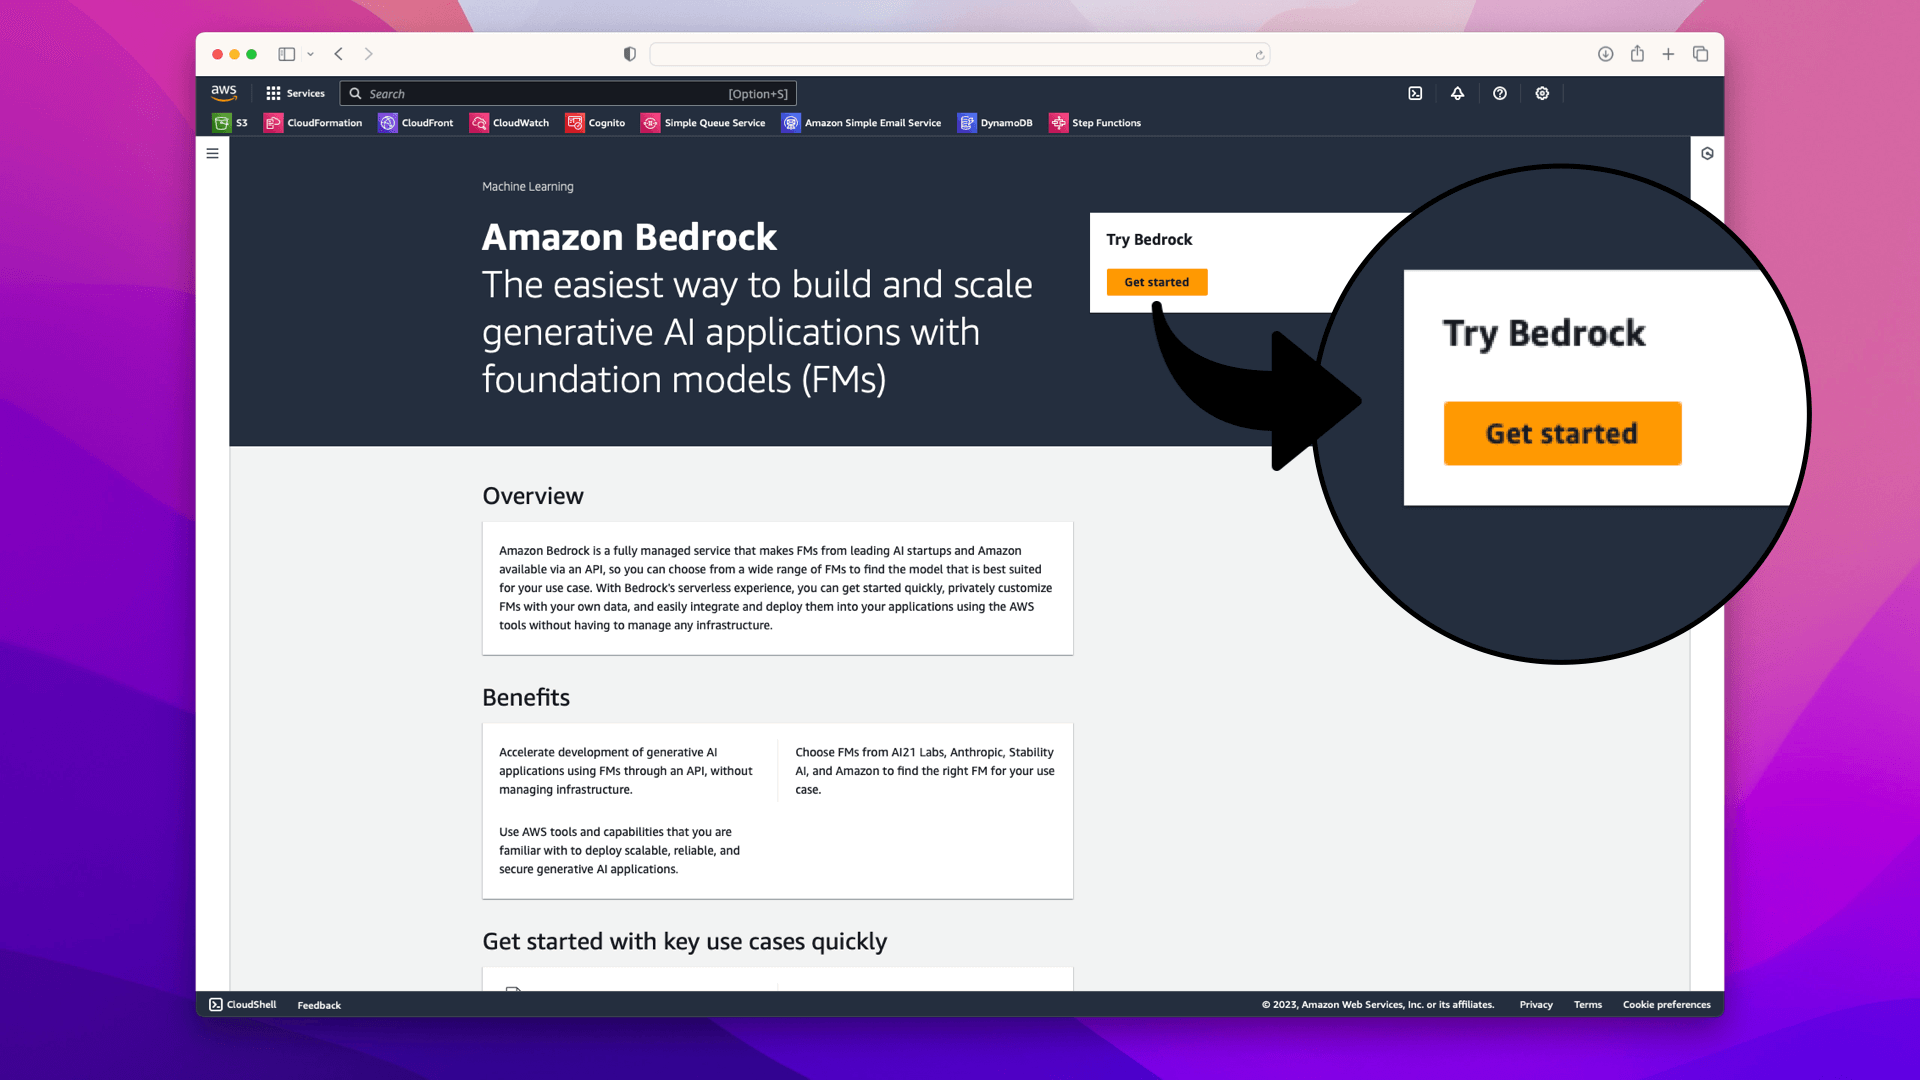 aws
Services
Search
[Option+S]
S3
CloudFormation
CloudFront
CloudWatch
Cognito
Simple Queue Service
Amazon Simple Email Service
DynamoDB
Step Functions
Machine Learning
Amazon Bedrock
The easiest way to build and scale
generative AI applications with
foundation models (FMs)
Try Bedrock
Get started
Try Bedrock
Get started
Overview
Amazon Bedrock is a fully managed service that makes FMs from leading AI startups and Amazon
available via an API, so you can choose from a wide range of FMs to find the model that is best suited
for your use case. With Bedrock's serverless experience, you can get started quickly, privately customize
FMs with your own data, and easily integrate and deploy them into your applications using the AWS
tools without having to manage any infrastructure.
Benefits
Accelerate development of generative AI
applications using FMs through an API, without
managing infrastructure.
Choose FMs from AI21 Labs, Anthropic, Stability
AI, and Amazon to find the right FM for your use
case.
Use AWS tools and capabilities that you are
familiar with to deploy scalable, reliable, and
secure generative AI applications.
Get started with key use cases quickly
CloudShell
Feedback
© 2023, Amazon Web Services, Inc. or its affiliates.
Privacy
Terms
Cookie preferences